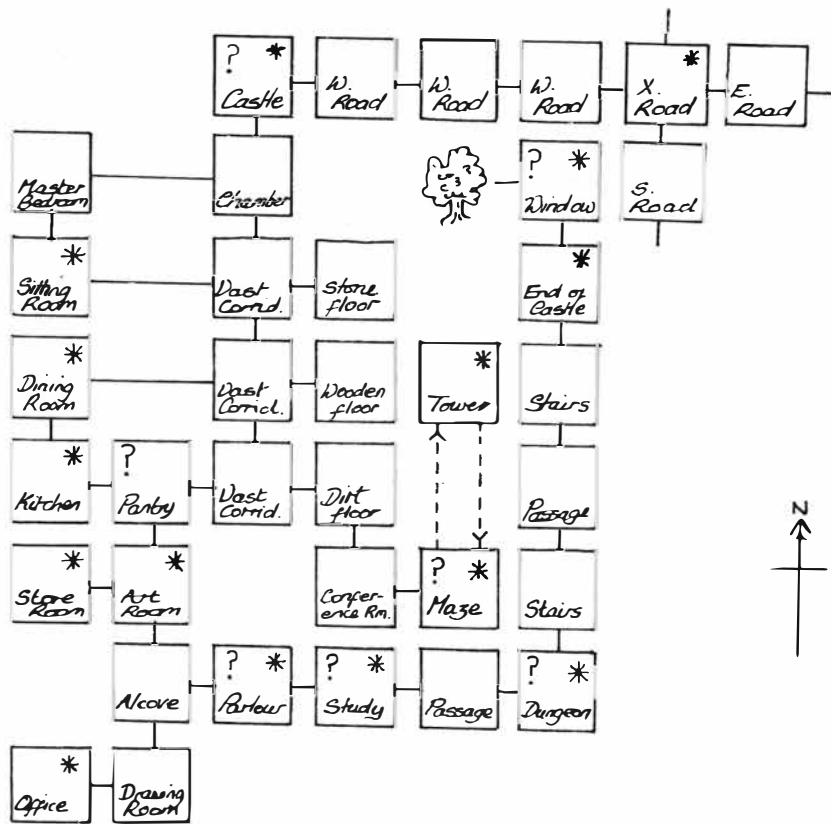 ? *
Castle
W.
Road
W.
Road
W.
Road
*
X.
Road
E.
Road
Master
Bedroom
Chamber
? *
Window
S.
Road
*
Sitting
Room
Vast
Corrid.
Stone
floor
*
End of
Castle
*
Dining
Room
Vast
Corrid.
Wooden
floor
*
Tower
Stairs
*
Kitchen
?
Pantry
Vast
Corrid.
Dirt
floor
Passage
N
*
Store
Room
*
Art
Room
Confer-
ence Rm.
? *
Maze
Stairs
Alcove
? *
Parlour
? *
Study
Passage
? *
Dungeon
*
Office
Drawing
Room